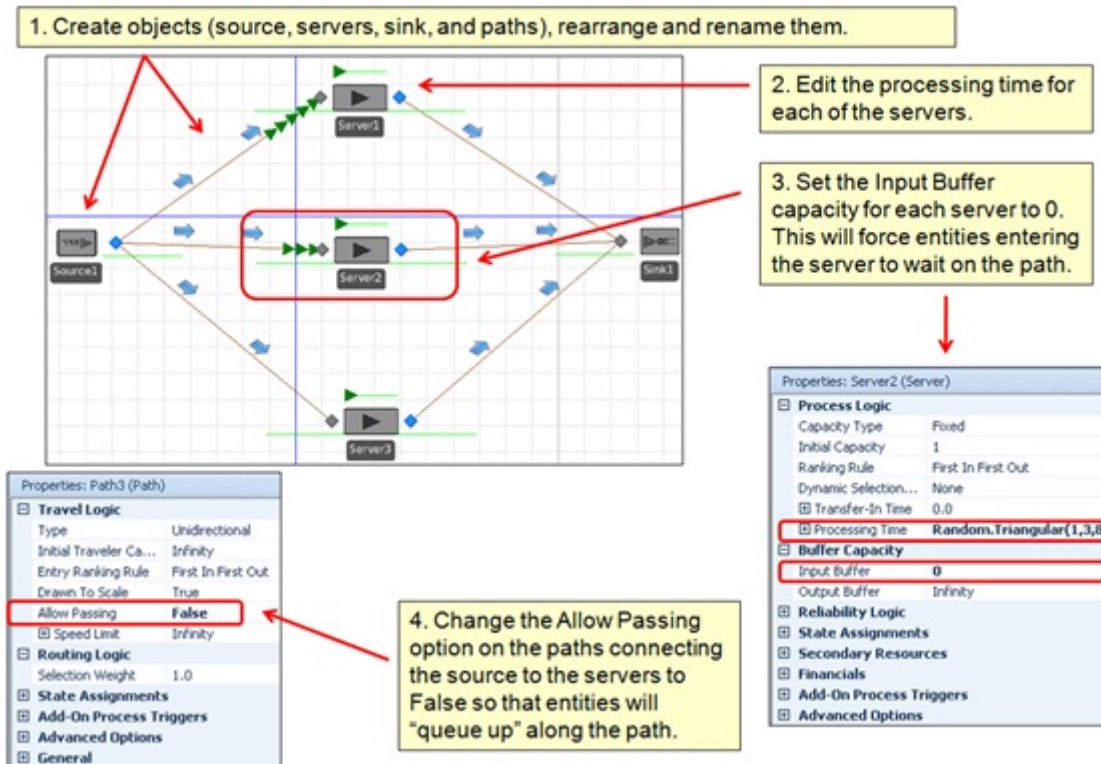 1. Create objects (source, servers, sink, and paths), rearrange and rename them.
2. Edit the processing time for
each of the servers.
3. Set the Input Buffer
capacity for each server to 0.
This will force entities entering
the server to wait on the path.
Server1
Source1
Server2
Sink1
Server3
Properties: Path3 (Path)
Travel Logic
Type Unidirectional
Initial Traveler Ca... Infinity
Entry Ranking Rule First In First Out
Drawn To Scale True
Allow Passing False
Speed Limit Infinity
Routing Logic
Selection Weight 1.0
State Assignments
Add-On Process Triggers
Advanced Options
General
4. Change the Allow Passing
option on the paths connecting
the source to the servers to
False so that entities will
“queue up” along the path.
Properties: Server2 (Server)
Process Logic
Capacity Type Fixed
Initial Capacity 1
Ranking Rule First In First Out
Dynamic Selection... None
Transfer-In Time 0.0
Processing Time Random.Triangular(1,3,8
Buffer Capacity
Input Buffer 0
Output Buffer Infinity
Reliability Logic
State Assignments
Secondary Resources
Financials
Add-On Process Triggers
Advanced Options